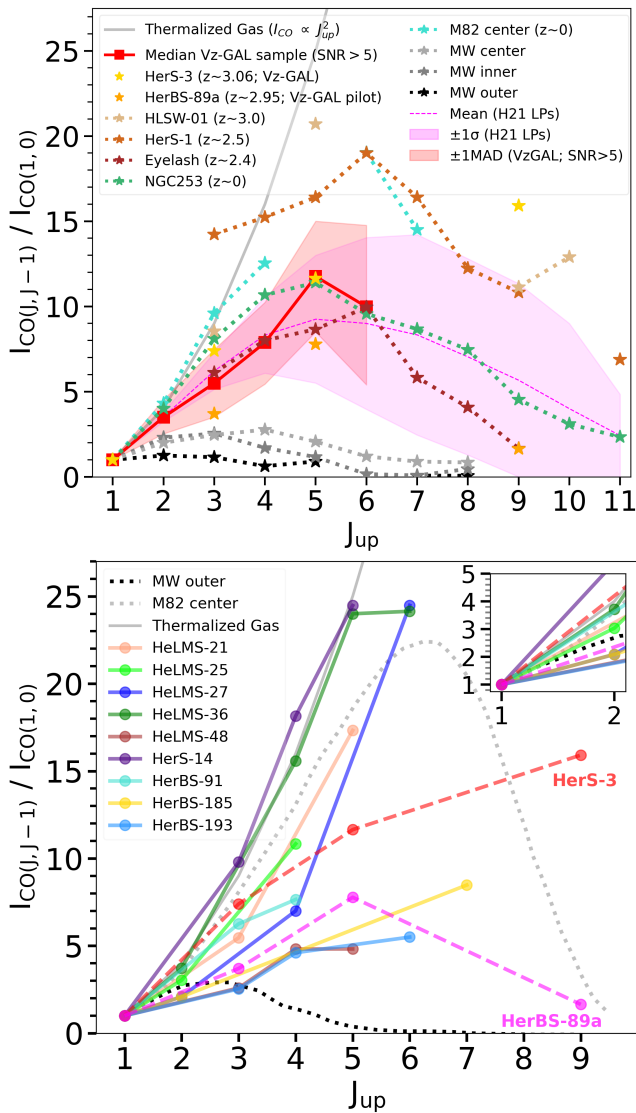 Thermalized Gas (I_CO ∝ J²_up)
Median Vz-GAL sample (SNR > 5)
HerS-3 (z~3.06; Vz-GAL)
HerBS-89a (z~2.95; Vz-GAL pilot)
HLSW-01 (z~3.0)
HerS-1 (z~2.5)
Eyelash (z~2.4)
NGC253 (z~0)
M82 center (z~0)
MW center
MW inner
MW outer
Mean (H21 LPs)
±1σ (H21 LPs)
±1MAD (VzGAL; SNR>5)
25
20
15
10
5
0
I_CO(J, J − 1) / I_CO(1, 0)
1 2 3 4 5 6 7 8 9 10 11
J_up
MW outer
M82 center
Thermalized Gas
HeLMS-21
HeLMS-25
HeLMS-27
HeLMS-36
HeLMS-48
HerS-14
HerBS-91
HerBS-185
HerBS-193
5
4
3
2
1
1 2
HerS-3
HerBS-89a
25
20
15
10
5
0
I_CO(J, J − 1) / I_CO(1, 0)
1 2 3 4 5 6 7 8 9
J_up